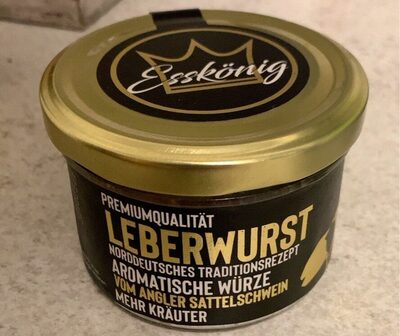 Esskönig
PREMIUMQUALITÄT
LEBERWURST
NORDDEUTSCHES TRADITIONSREZEPT
AROMATISCHE WÜRZE
VOM ANGLER SATTELSCHWEIN
MEHR KRÄUTER